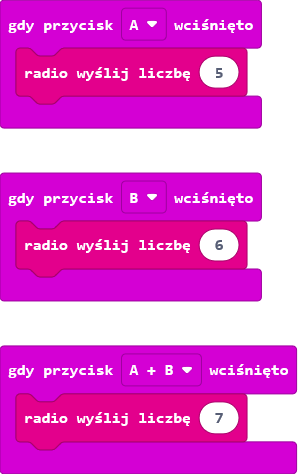 gdy przycisk A wciśnięto
radio wyślij liczbę 5
gdy przycisk B wciśnięto
radio wyślij liczbę 6
gdy przycisk A + B wciśnięto
radio wyślij liczbę 7